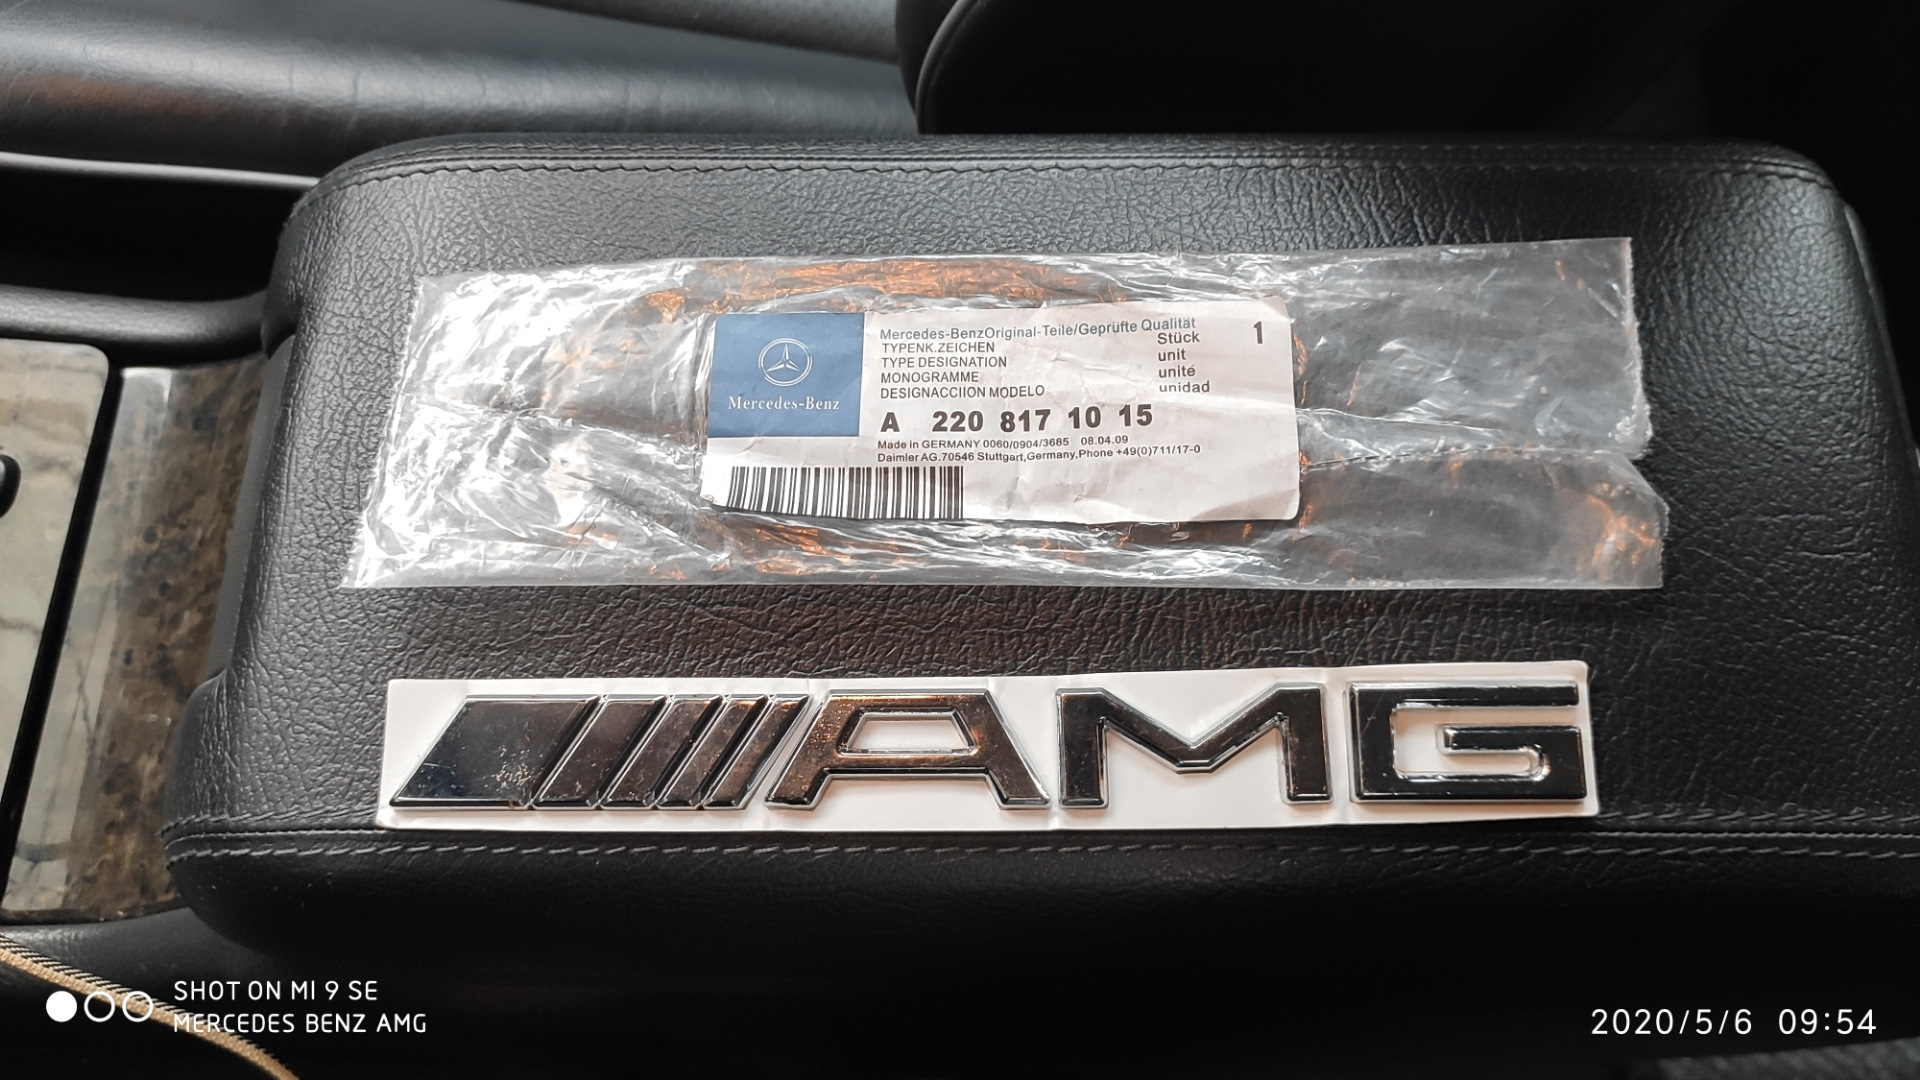 Mercedes-BenzOriginal-Teile/Geprüfte Qualität
TYPENK.ZEICHEN
TYPE DESIGNATION
MONOGRAMME
DESIGNACCIION MODELO
Stück
unit
unité
unidad
1
Mercedes-Benz
A 220 817 10 15
Made in GERMANY 0060/0904/3685 08.04.09
Daimler AG.70546 Stuttgart,Germany,Phone +49(0)711/17-0
AMG
SHOT ON MI 9 SE
MERCEDES BENZ AMG
2020/5/6 09:54